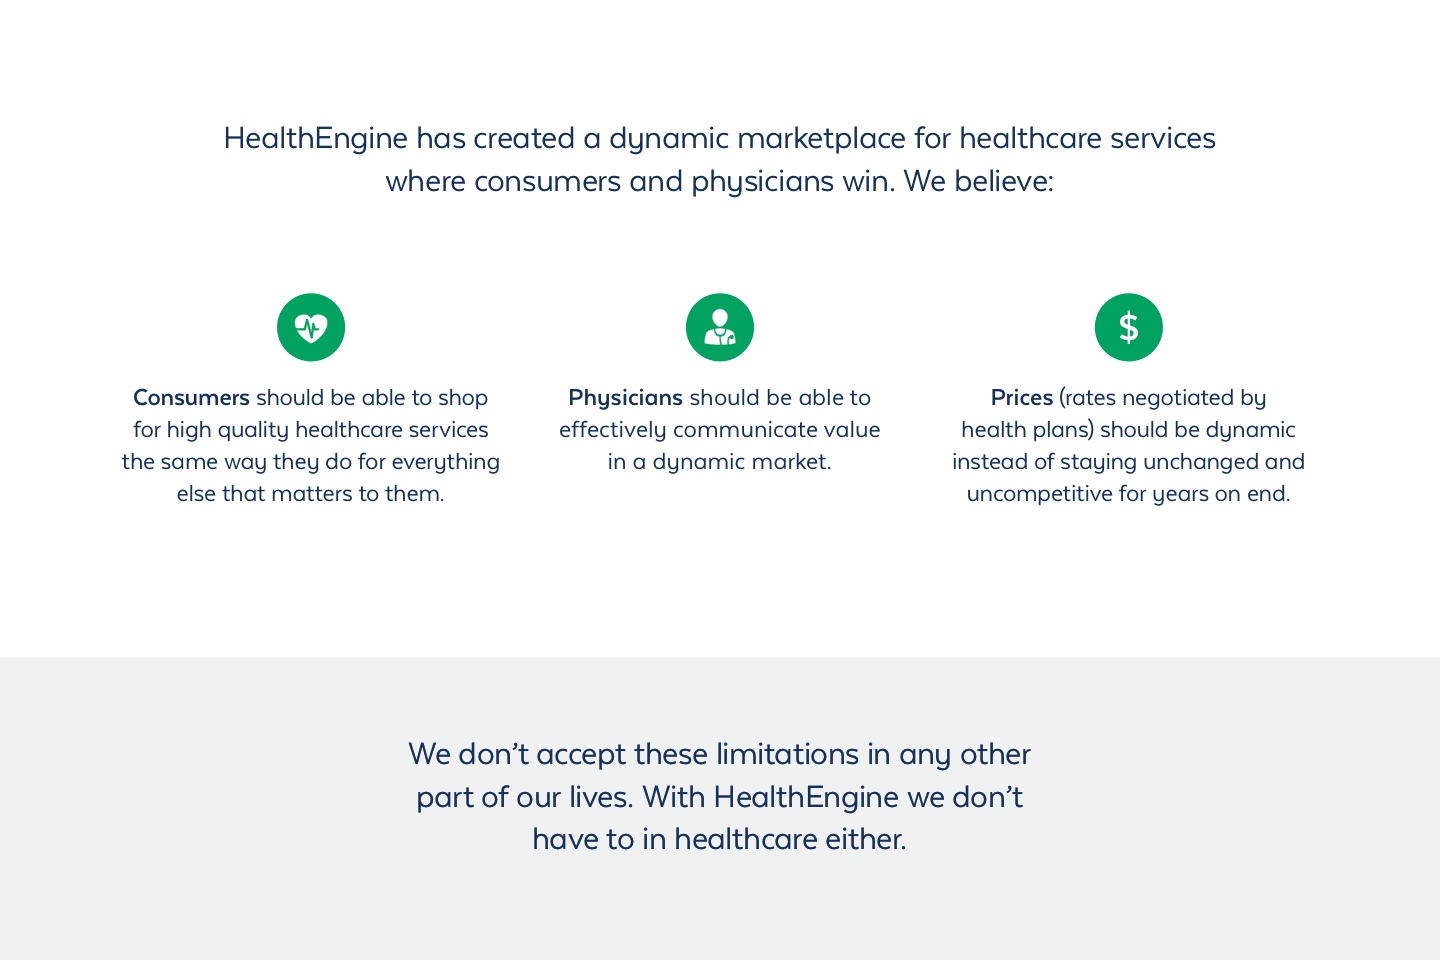 HealthEngine has created a dynamic marketplace for healthcare services
where consumers and physicians win. We believe:
Consumers should be able to shop
for high quality healthcare services
the same way they do for everything
else that matters to them.
Physicians should be able to
effectively communicate value
in a dynamic market.
$
Prices (rates negotiated by
health plans) should be dynamic
instead of staying unchanged and
uncompetitive for years on end.
We don’t accept these limitations in any other
part of our lives. With HealthEngine we don’t
have to in healthcare either.